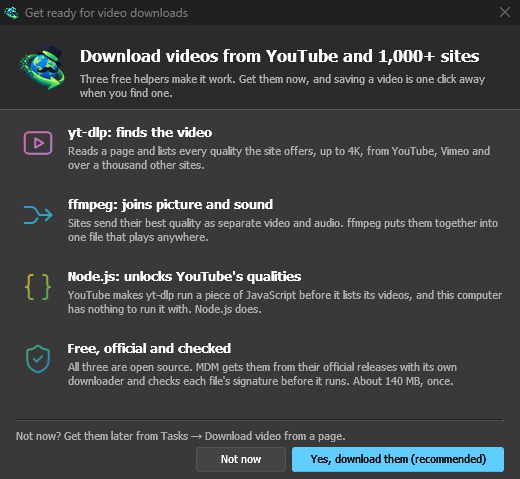 Get ready for video downloads
Download videos from YouTube and 1,000+ sites
Three free helpers make it work. Get them now, and saving a video is one click away
when you find one.
yt-dlp: finds the video
Reads a page and lists every quality the site offers, up to 4K, from YouTube, Vimeo and
over a thousand other sites.
ffmpeg: joins picture and sound
Sites send their best quality as separate video and audio. ffmpeg puts them together into
one file that plays anywhere.
Node.js: unlocks YouTube's qualities
YouTube makes yt-dlp run a piece of JavaScript before it lists its videos, and this computer
has nothing to run it with. Node.js does.
Free, official and checked
All three are open source. MDM gets them from their official releases with its own
downloader and checks each file's signature before it runs. About 140 MB, once.
Not now? Get them later from Tasks → Download video from a page.
Not now
Yes, download them (recommended)